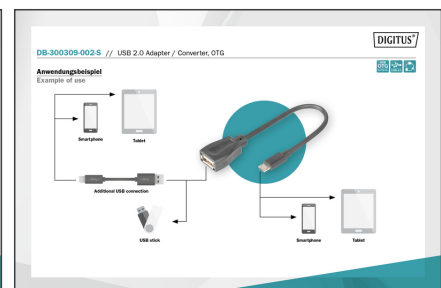 DIGITUS®
DB-300309-002-S // USB 2.0 Adapter / Converter, OTG
Anwendungsbeispiel
Example of use
OTG
Smartphone
Tablet
Additional USB connection
USB stick
Smartphone
Tablet